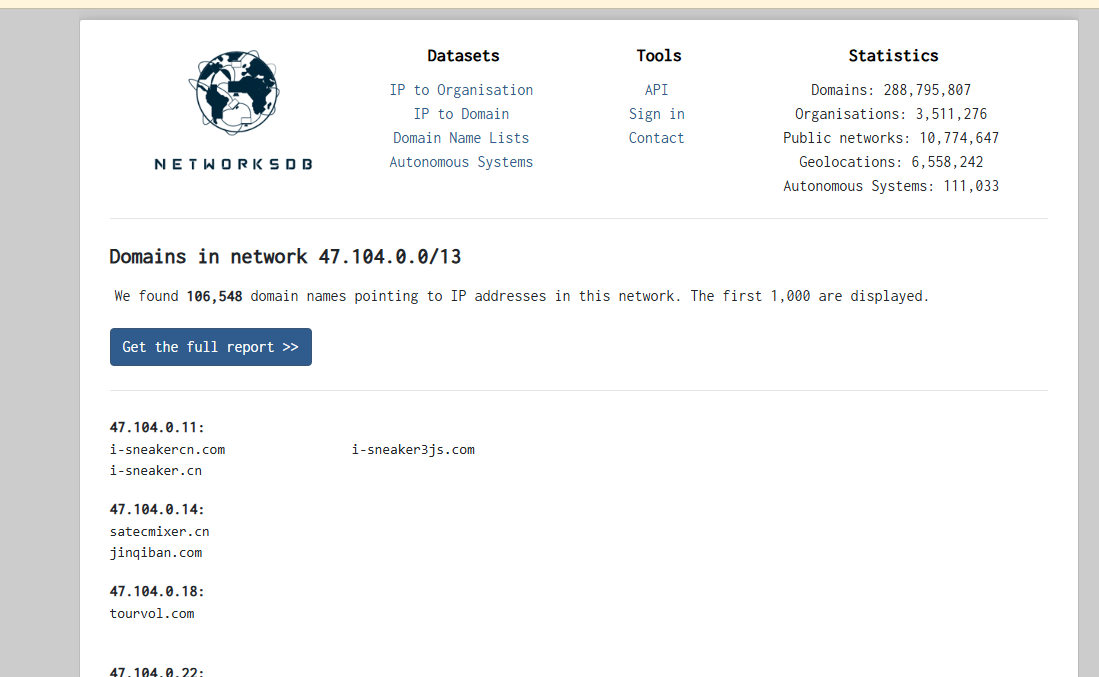 NETWORKSDB
Datasets
IP to Organisation
IP to Domain
Domain Name Lists
Autonomous Systems
Tools
API
Sign in
Contact
Statistics
Domains: 288,795,807
Organisations: 3,511,276
Public networks: 10,774,647
Geolocations: 6,558,242
Autonomous Systems: 111,033
Domains in network 47.104.0.0/13
We found 106,548 domain names pointing to IP addresses in this network. The first 1,000 are displayed.
Get the full report >>
47.104.0.11:
i-sneakercn.com i-sneaker3js.com
i-sneaker.cn
47.104.0.14:
satecmixer.cn
jinqiban.com
47.104.0.18:
tourvol.com
47.104.0.22: